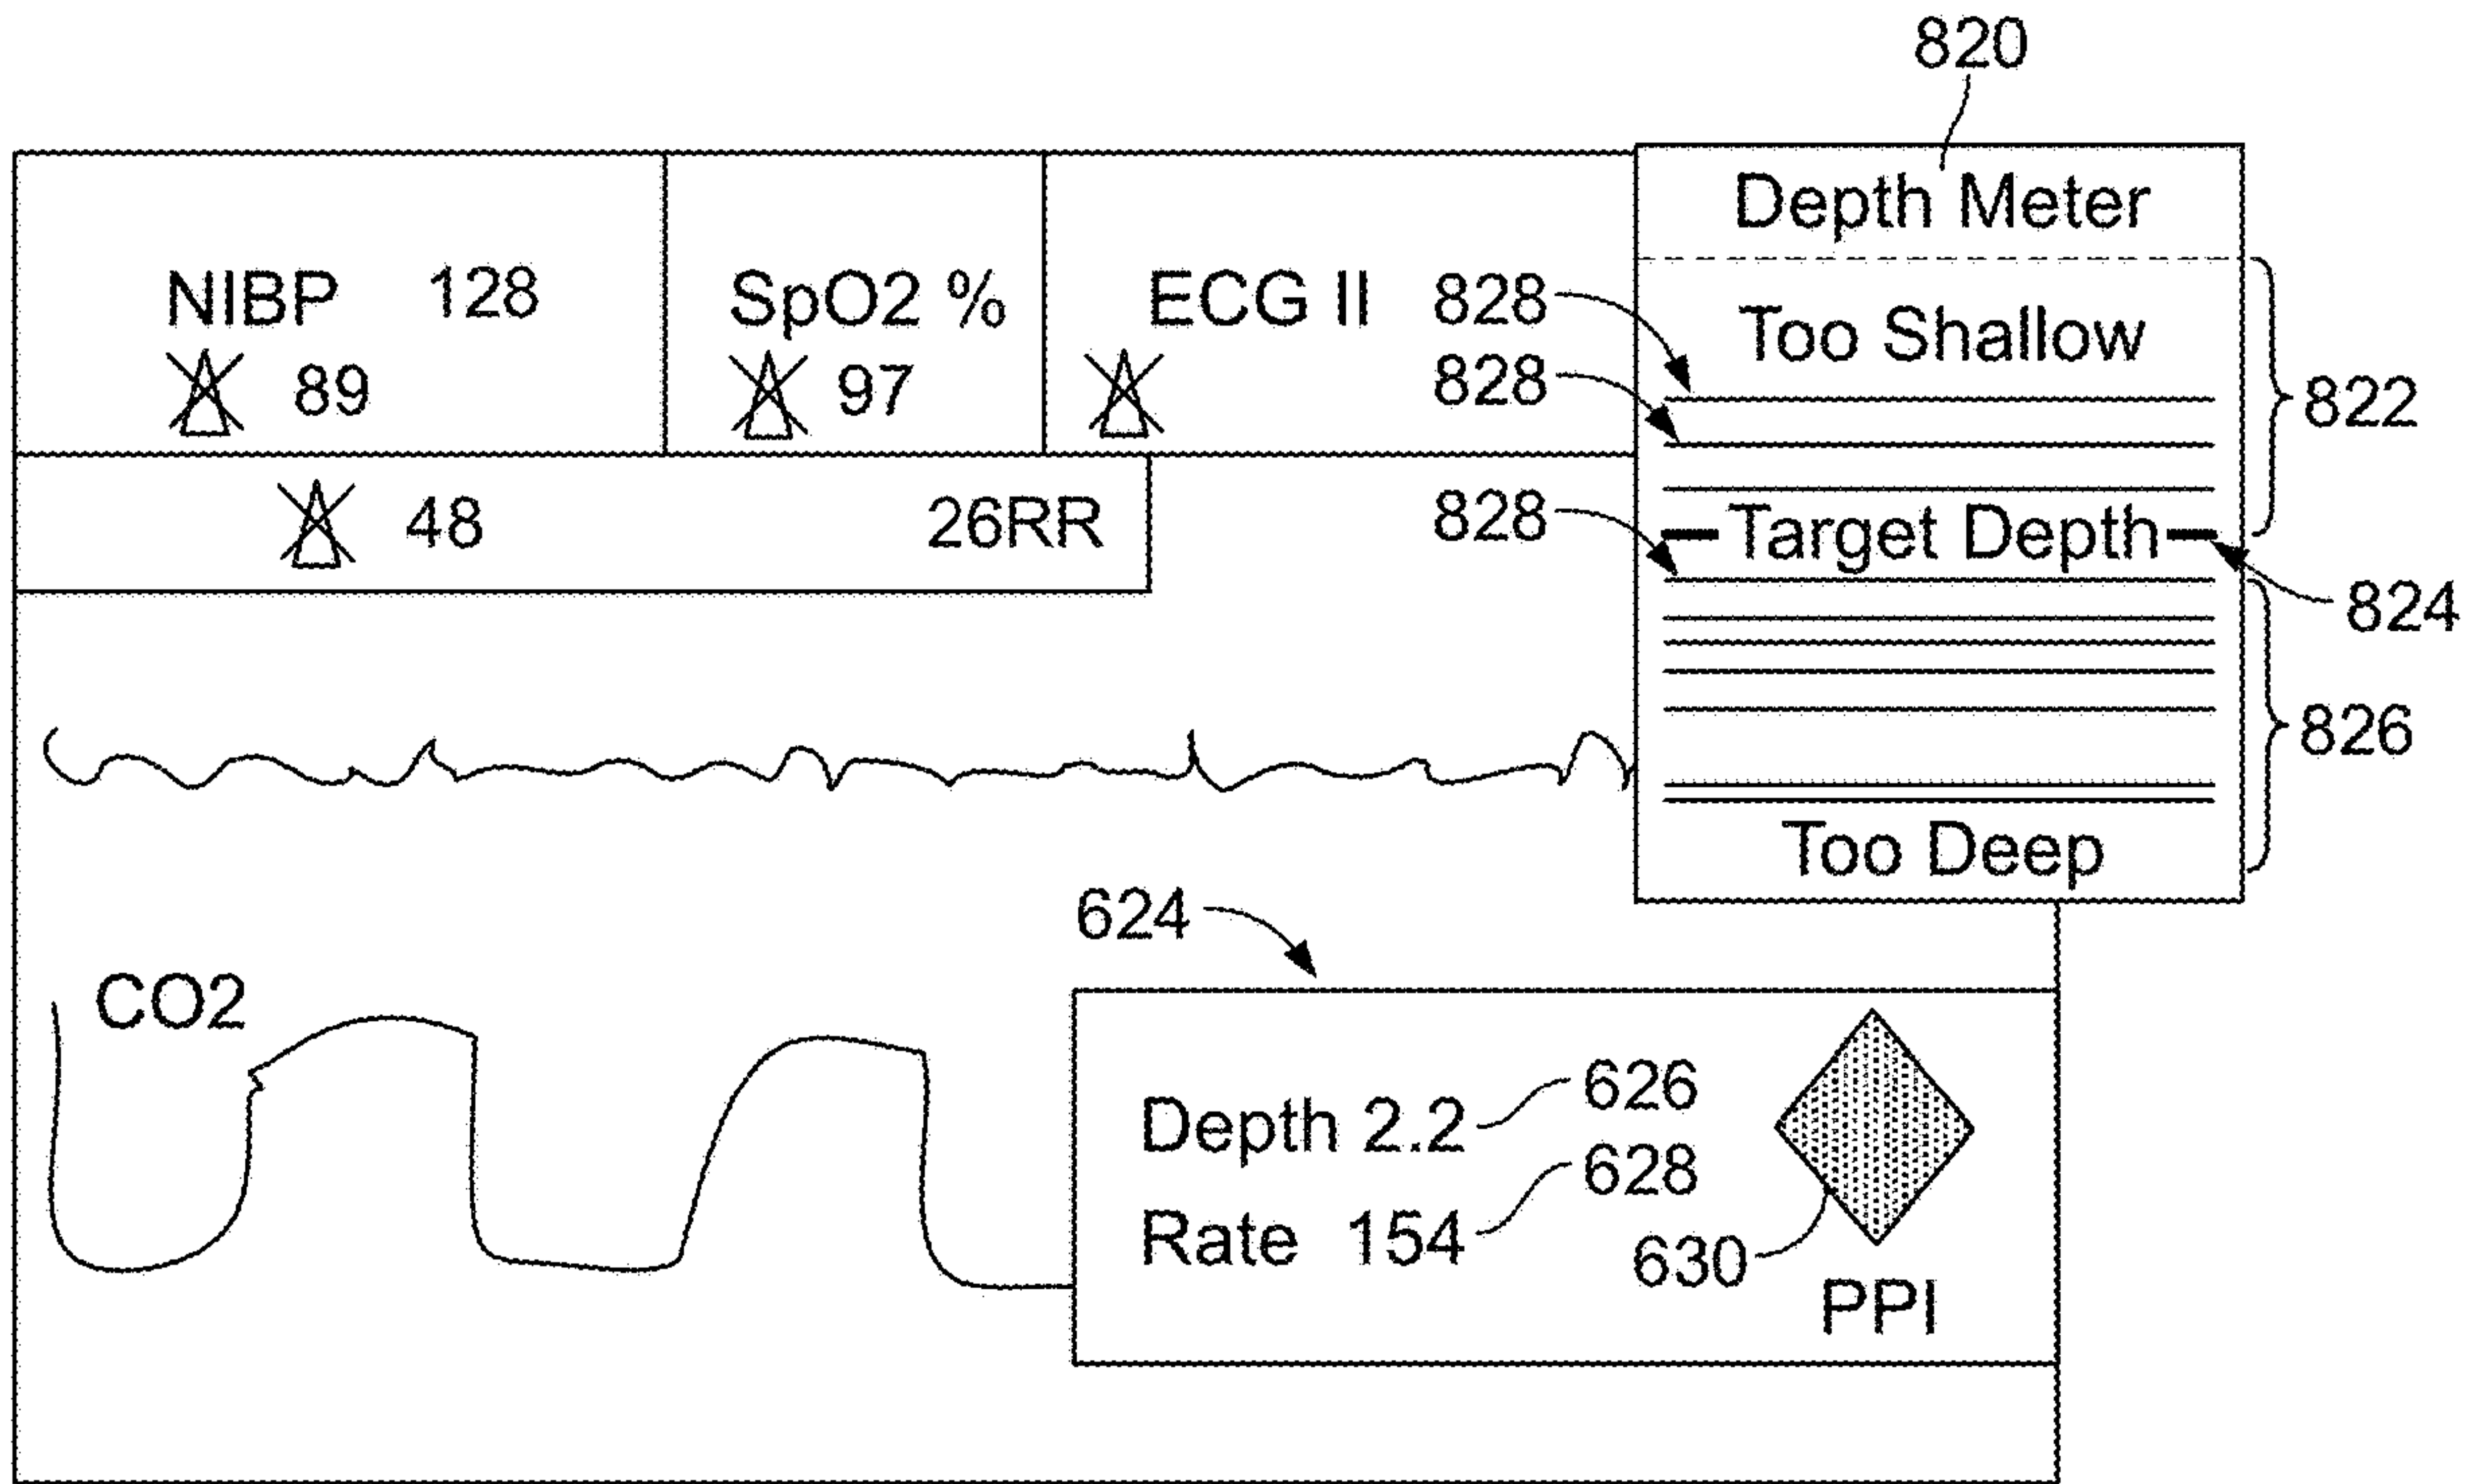 820
Depth Meter
NIBP 128
89
SpO2 %
97
ECG II
828
828
828
Too Shallow
822
48 26RR
Target Depth
824
826
Too Deep
624
CO2
Depth 2.2
626
Rate 154
628
630
PPI